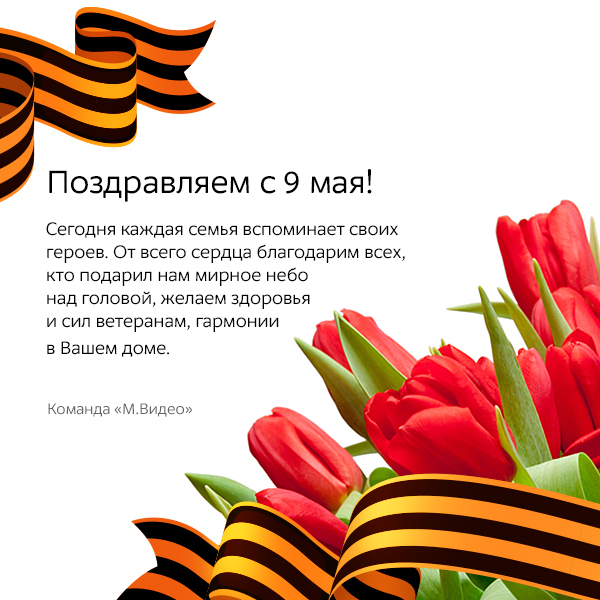 Поздравляем с 9 мая!
Сегодня каждая семья вспоминает своих
героев. От всего сердца благодарим всех,
кто подарил нам мирное небо
над головой, желаем здоровья
и сил ветеранам, гармонии
в Вашем доме.
Команда «М.Видео»